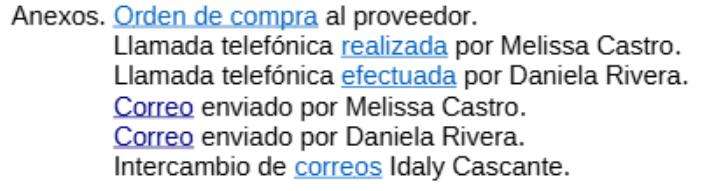 Anexos. Orden de compra al proveedor.
Llamada telefónica realizada por Melissa Castro.
Llamada telefónica efectuada por Daniela Rivera.
Correo enviado por Melissa Castro.
Correo enviado por Daniela Rivera.
Intercambio de correos Idaly Cascante.